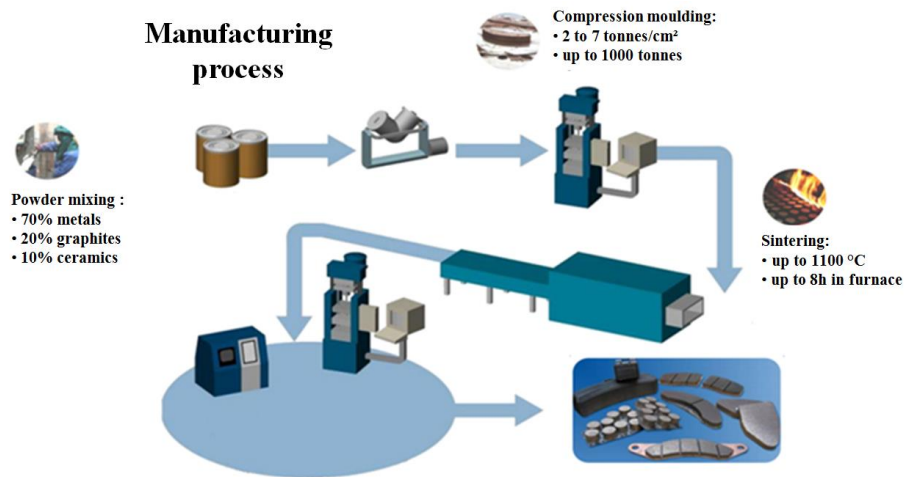 Manufacturing
process
Compression moulding:
• 2 to 7 tonnes/cm²
• up to 1000 tonnes
Powder mixing :
• 70% metals
• 20% graphites
• 10% ceramics
Sintering:
• up to 1100 °C
• up to 8h in furnace